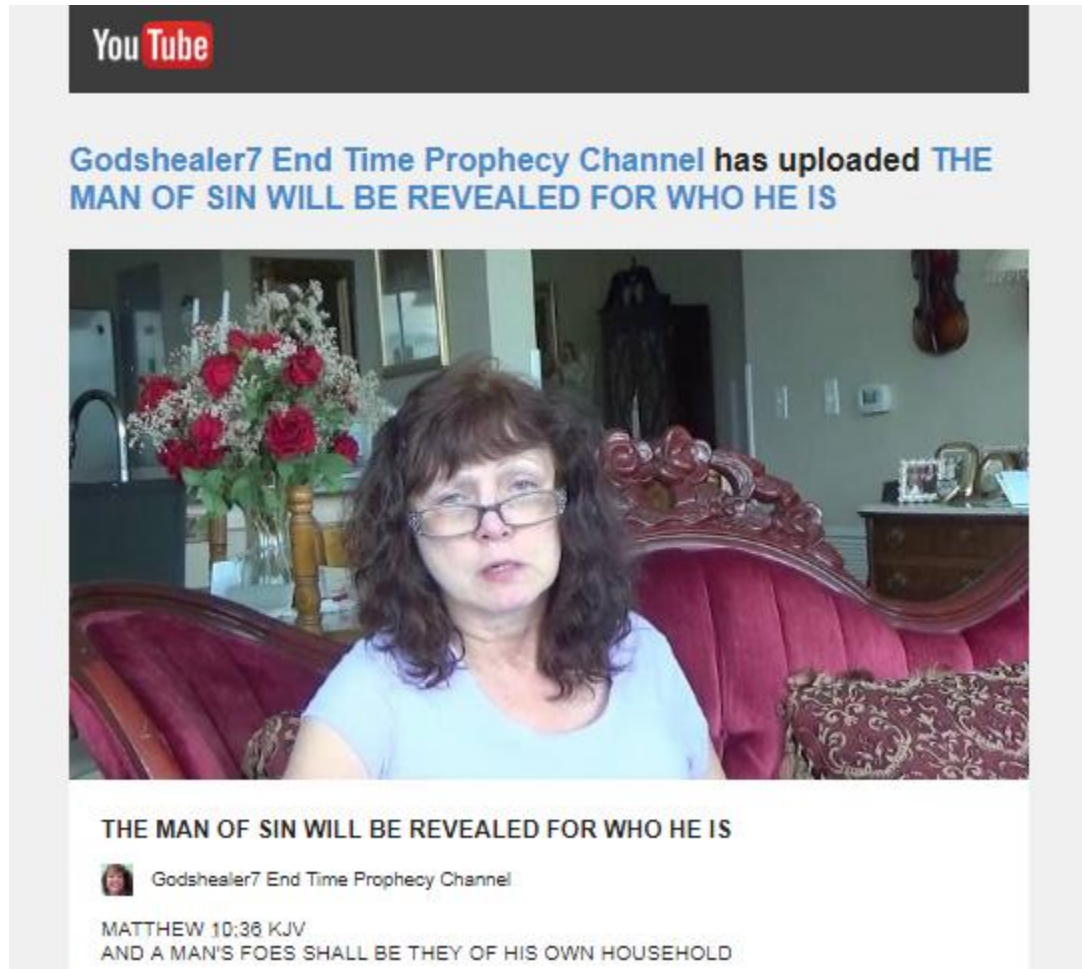 YouTube
Godshealer7 End Time Prophecy Channel has uploaded THE
MAN OF SIN WILL BE REVEALED FOR WHO HE IS
THE MAN OF SIN WILL BE REVEALED FOR WHO HE IS
Godshealer7 End Time Prophecy Channel
MATTHEW 10:36 KJV
AND A MAN'S FOES SHALL BE THEY OF HIS OWN HOUSEHOLD